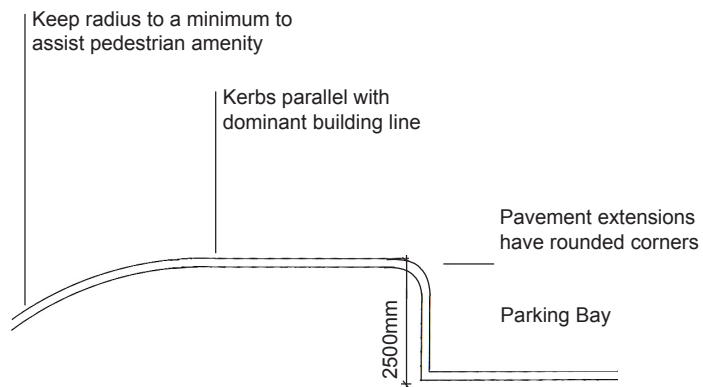 Keep radius to a minimum to
assist pedestrian amenity
Kerbs parallel with
dominant building line
Pavement extensions
have rounded corners
Parking Bay
2500mm